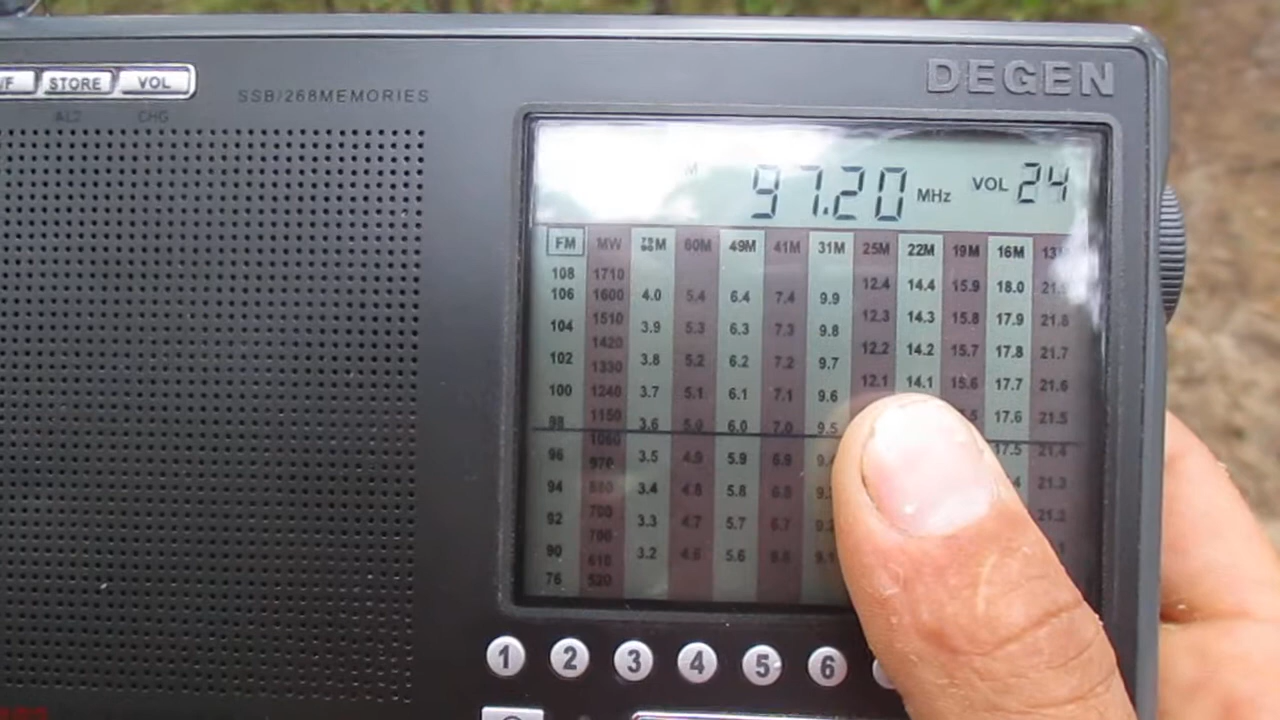 STORE VOL
SSB/268MEMORIES
DEGEN
AL2 CHG
M 97.20 MHz VOL 24
FM MW 60M 49M 41M 31M 25M 22M 19M 16M
108 1710
106 1600 4.0 5.4 6.4 7.4 9.9 12.4 14.4 15.9 18.0
1510
104 3.9 5.3 6.3 7.3 9.8 12.3 14.3 15.8 17.9 21.8
1420
102 1330 3.8 5.2 6.2 7.2 9.7 12.2 14.2 15.7 17.8 21.7
100 1240 3.7 5.1 6.1 7.1 9.6 12.1 14.1 15.6 17.7 21.6
98 1150 3.6 5.0 6.0 7.0 9.5 17.6 21.5
1060
96 970 3.5 4.9 5.9 6.9 17.5 21.4
94 3.4 4.8 5.8 6.8 21.3
92 700 3.3 4.7 5.7 6.7
90 610 3.2 4.6 5.6 6.6 9.1
76 520
1 2 3 4 5 6